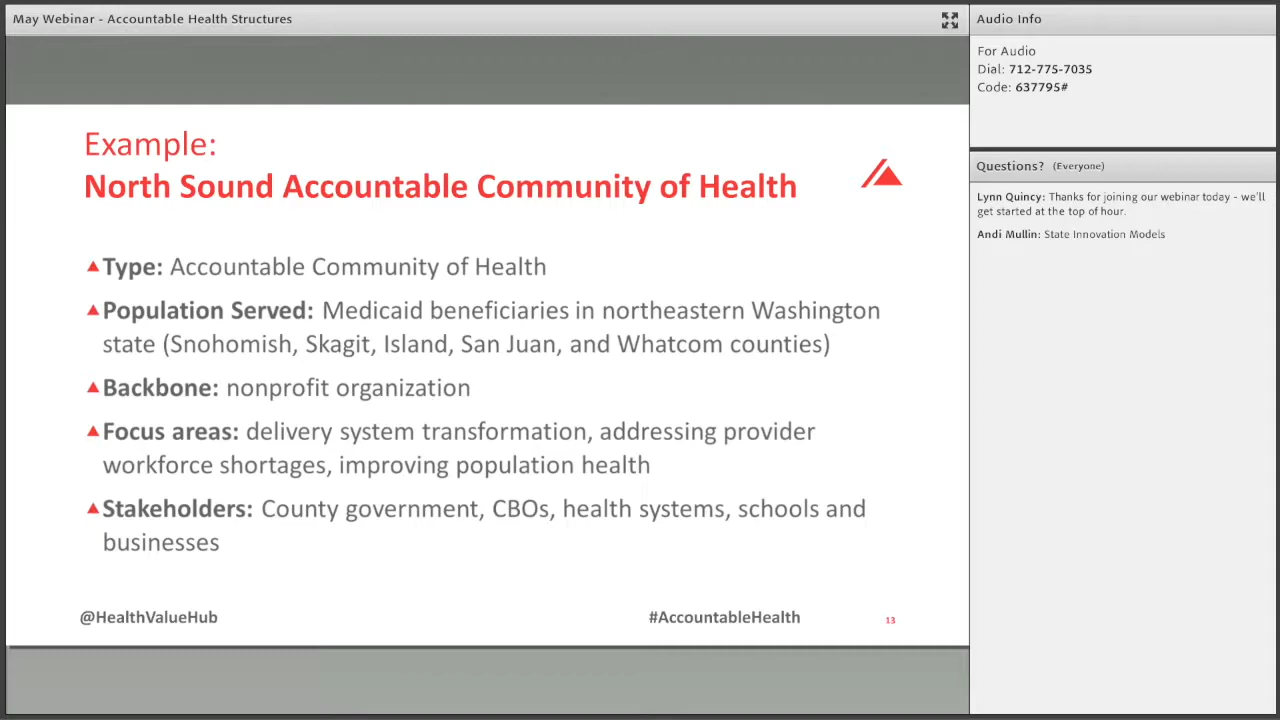 May Webinar - Accountable Health Structures
Example:
North Sound Accountable Community of Health
Type: Accountable Community of Health
Population Served: Medicaid beneficiaries in northeastern Washington
state (Snohomish, Skagit, Island, San Juan, and Whatcom counties)
Backbone: nonprofit organization
Focus areas: delivery system transformation, addressing provider
workforce shortages, improving population health
Stakeholders: County government, CBOs, health systems, schools and
businesses
@HealthValueHub
#AccountableHealth
13
Audio Info
For Audio
Dial: 712-775-7035
Code: 637795#
Questions? (Everyone)
Lynn Quincy: Thanks for joining our webinar today - we'll
get started at the top of hour.
Andi Mullin: State Innovation Models